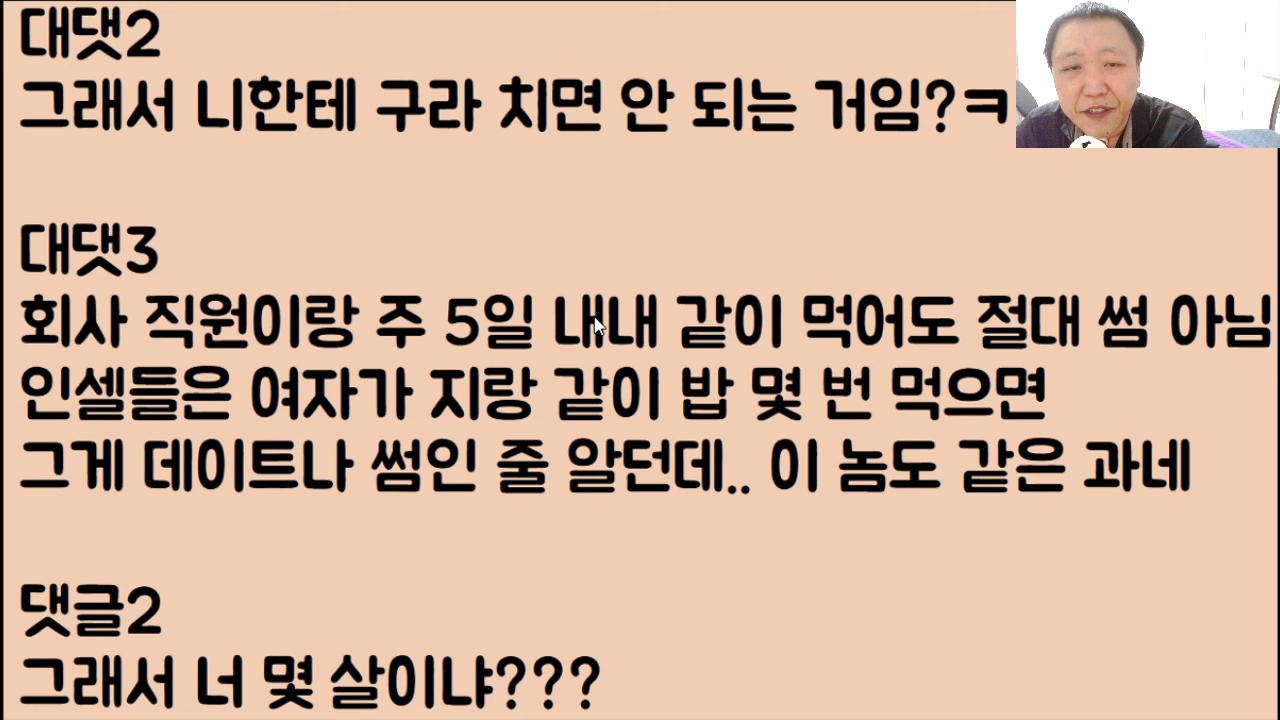 대댓2
그래서 니한테 구라 치면 안 되는 거임?ㅋ
대댓3
회사 직원이랑 주 5일 내내 같이 먹어도 절대 썸 아님
인셀들은 여자가 지랑 같이 밥 몇 번 먹으면
그게 데이트나 썸인 줄 알던데.. 이 놈도 같은 과네
댓글2
그래서 너 몇 살이냐???